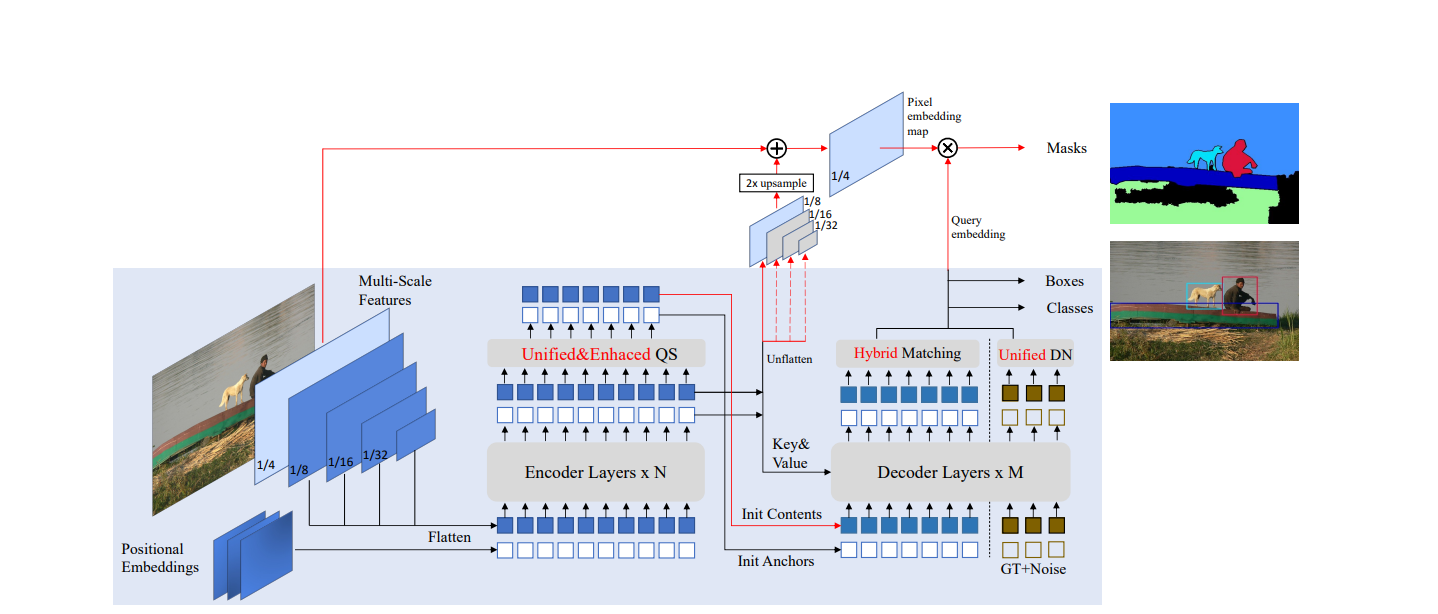 Pixel
embedding
map
Masks
1/4
2x upsample
1/8
1/16
1/32
Query
embedding
Multi-Scale
Features
Boxes
Classes
Unified&Enhaced QS
Unflatten
Hybrid Matching
Unified DN
1/4
1/8
1/16
1/32
Encoder Layers x N
Key&
Value
Decoder Layers x M
Init Contents
Flatten
Positional
Embeddings
Init Anchors
GT+Noise